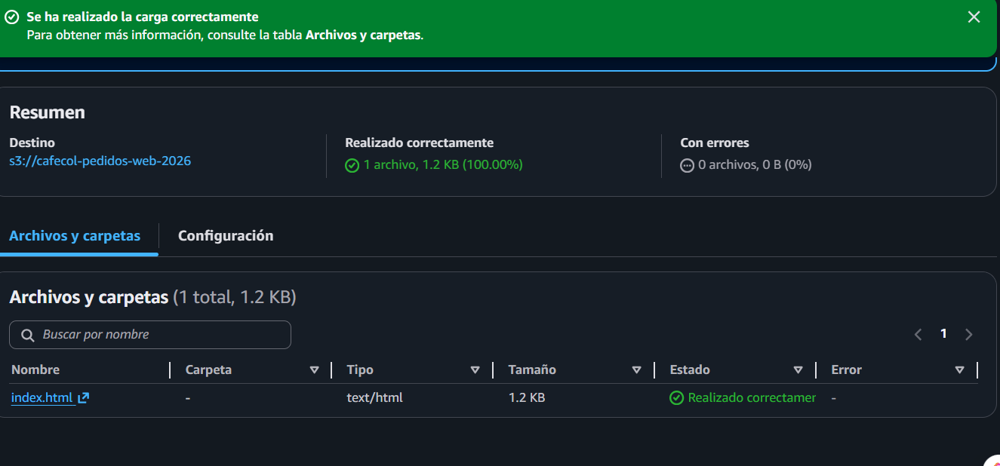 Se ha realizado la carga correctamente
Para obtener más información, consulte la tabla Archivos y carpetas.
Resumen
Destino
s3://cafecol-pedidos-web-2026
Realizado correctamente
1 archivo, 1.2 KB (100.00%)
Con errores
0 archivos, 0 B (0%)
Archivos y carpetas
Configuración
Archivos y carpetas (1 total, 1.2 KB)
Buscar por nombre
1
Nombre Carpeta Tipo Tamaño Estado Error
index.html - text/html 1.2 KB Realizado correctamer -